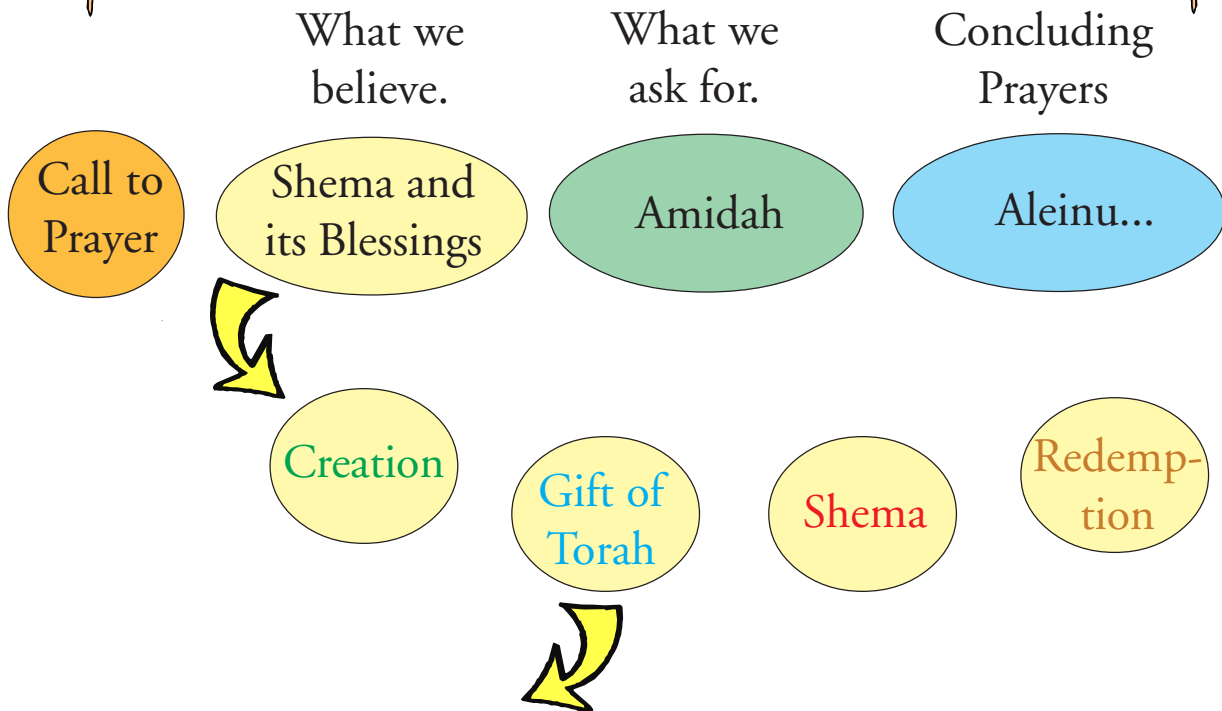 What we
believe.
What we
ask for.
Concluding
Prayers
Call to
Prayer
Shema and
its Blessings
Amidah
Aleinu...
Creation
Gift of
Torah
Shema
Redemp-
tion